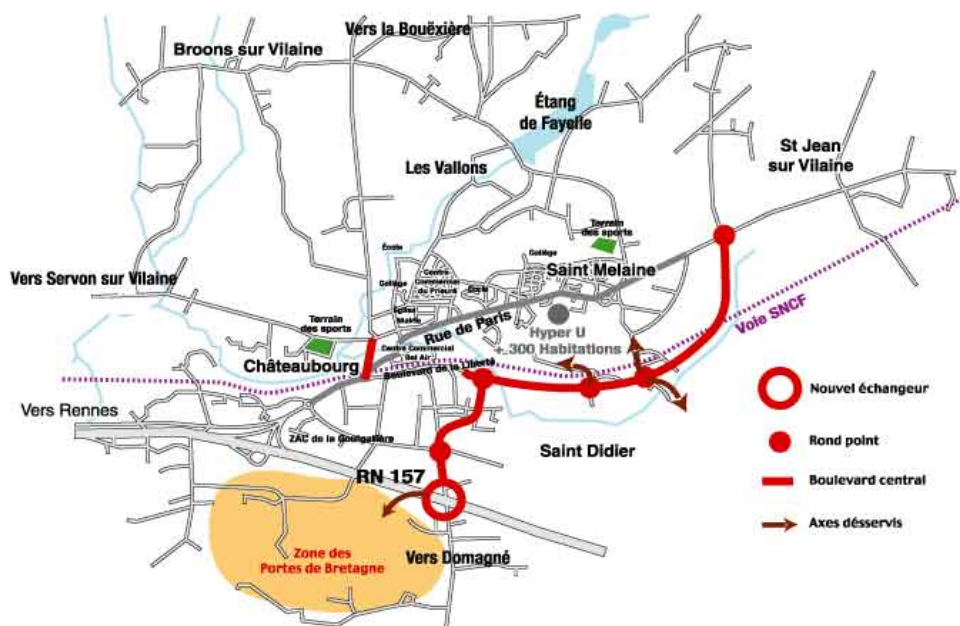 Vers la Bouëxière
Broons sur Vilaine
Étang
de Fayelle
St Jean
sur Vilaine
Les Vallons
Terrain
des sports
École
Collège
Saint Melaine
Vers Servon sur Vilaine
Centre
Commercial
du Prieuré
Collège
École
Église
Mairie
Rue de Paris
Voie SNCF
Hyper U
+ 300 Habitations
Terrain
des sports
Centre Commercial
Bel Air
Châteaubourg
Boulevard de la Liberté
Nouvel échangeur
Vers Rennes
ZAC de la Goulgatière
Saint Didier
Rond point
RN 157
Boulevard central
Axes désservis
Zone des
Portes de Bretagne
Vers Domagné